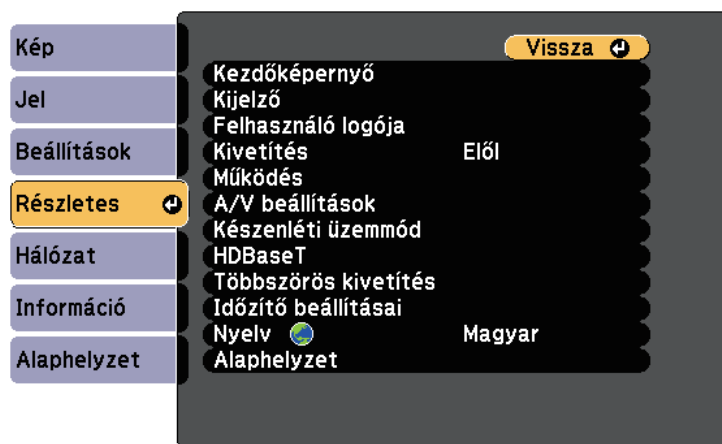 Kép
Jel
Beállítások
Részletes
Hálózat
Információ
Alaphelyzet
Vissza
Kezdőképernyő
Kijelző
Felhasználó logója
Kivetítés Elől
Működés
A/V beállítások
Készenléti üzemmód
HDBaseT
Többszörös kivetítés
Időzítő beállításai
Nyelv Magyar
Alaphelyzet